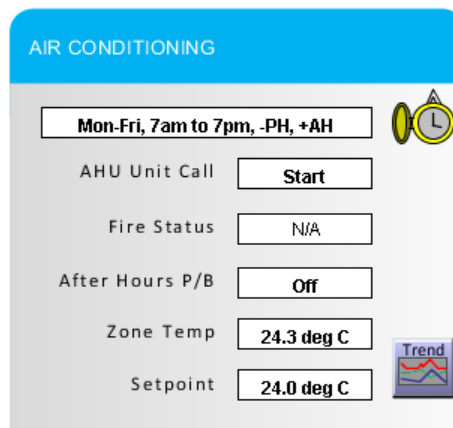 AIR CONDITIONING
Mon-Fri, 7am to 7pm, -PH, +AH
AHU Unit Call Start
Fire Status N/A
After Hours P/B Off
Zone Temp 24.3 deg C
Trend
Setpoint 24.0 deg C